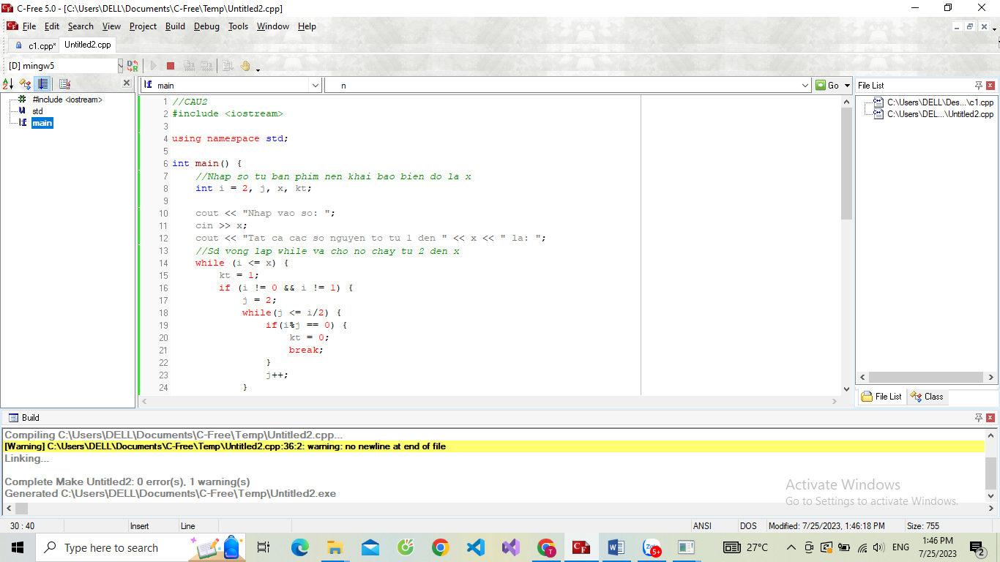 C-Free 5.0 - [C:\Users\DELL\Documents\C-Free\Temp\Untitled2.cpp]
File Edit Search View Project Build Debug Tools Window Help
c1.cpp* Untitled2.cpp
[D] mingw5
main n Go File List
#include <iostream>
std
main
C:\Users\DELL\Des...\c1.cpp
C:\Users\DEL...\Untitled2.cpp
1 //CAU2
2 #include <iostream>
3
4 using namespace std;
5
6 int main() {
7 //Nhap so tu ban phim nen khai bao bien do la x
8 int i = 2, j, x, kt;
9
10 cout << "Nhap vao so: ";
11 cin >> x;
12 cout << "Tat ca cac so nguyen to tu 1 den " << x << " la: ";
13 //Sd vong lap while va cho no chay tu 2 den x
14 while (i <= x) {
15 kt = 1;
16 if (i != 0 && i != 1) {
17 j = 2;
18 while(j <= i/2) {
19 if(i%j == 0) {
20 kt = 0;
21 break;
22 }
23 j++;
24 }
File List Class
Build
Compiling C:\Users\DELL\Documents\C-Free\Temp\Untitled2.cpp...
[Warning] C:\Users\DELL\Documents\C-Free\Temp\Untitled2.cpp:36:2: warning: no newline at end of file
Linking...
Complete Make Untitled2: 0 error(s), 1 warning(s)
Generated C:\Users\DELL\Documents\C-Free\Temp\Untitled2.exe
Activate Windows
Go to Settings to activate Windows.
30 : 40 Insert Line ANSI DOS Modified: 7/25/2023, 1:46:18 PM Size: 755
Type here to search 5+ 27°C ENG 1:46 PM
7/25/2023 2